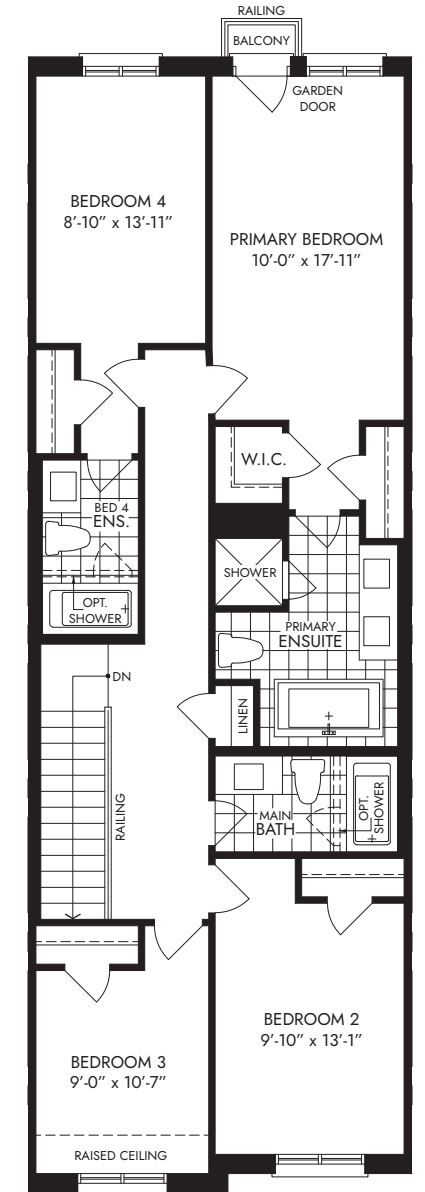 RAILING
BALCONY
GARDEN
DOOR
BEDROOM 4
8'-10" x 13'-11"
PRIMARY BEDROOM
10'-0" x 17'-11"
W.I.C.
BED 4
ENS.
OPT.
SHOWER
SHOWER
PRIMARY
ENSUITE
DN
LINEN
RAILING
MAIN
BATH
OPT.
SHOWER
BEDROOM 2
9'-10" x 13'-1"
BEDROOM 3
9'-0" x 10'-7"
RAISED CEILING